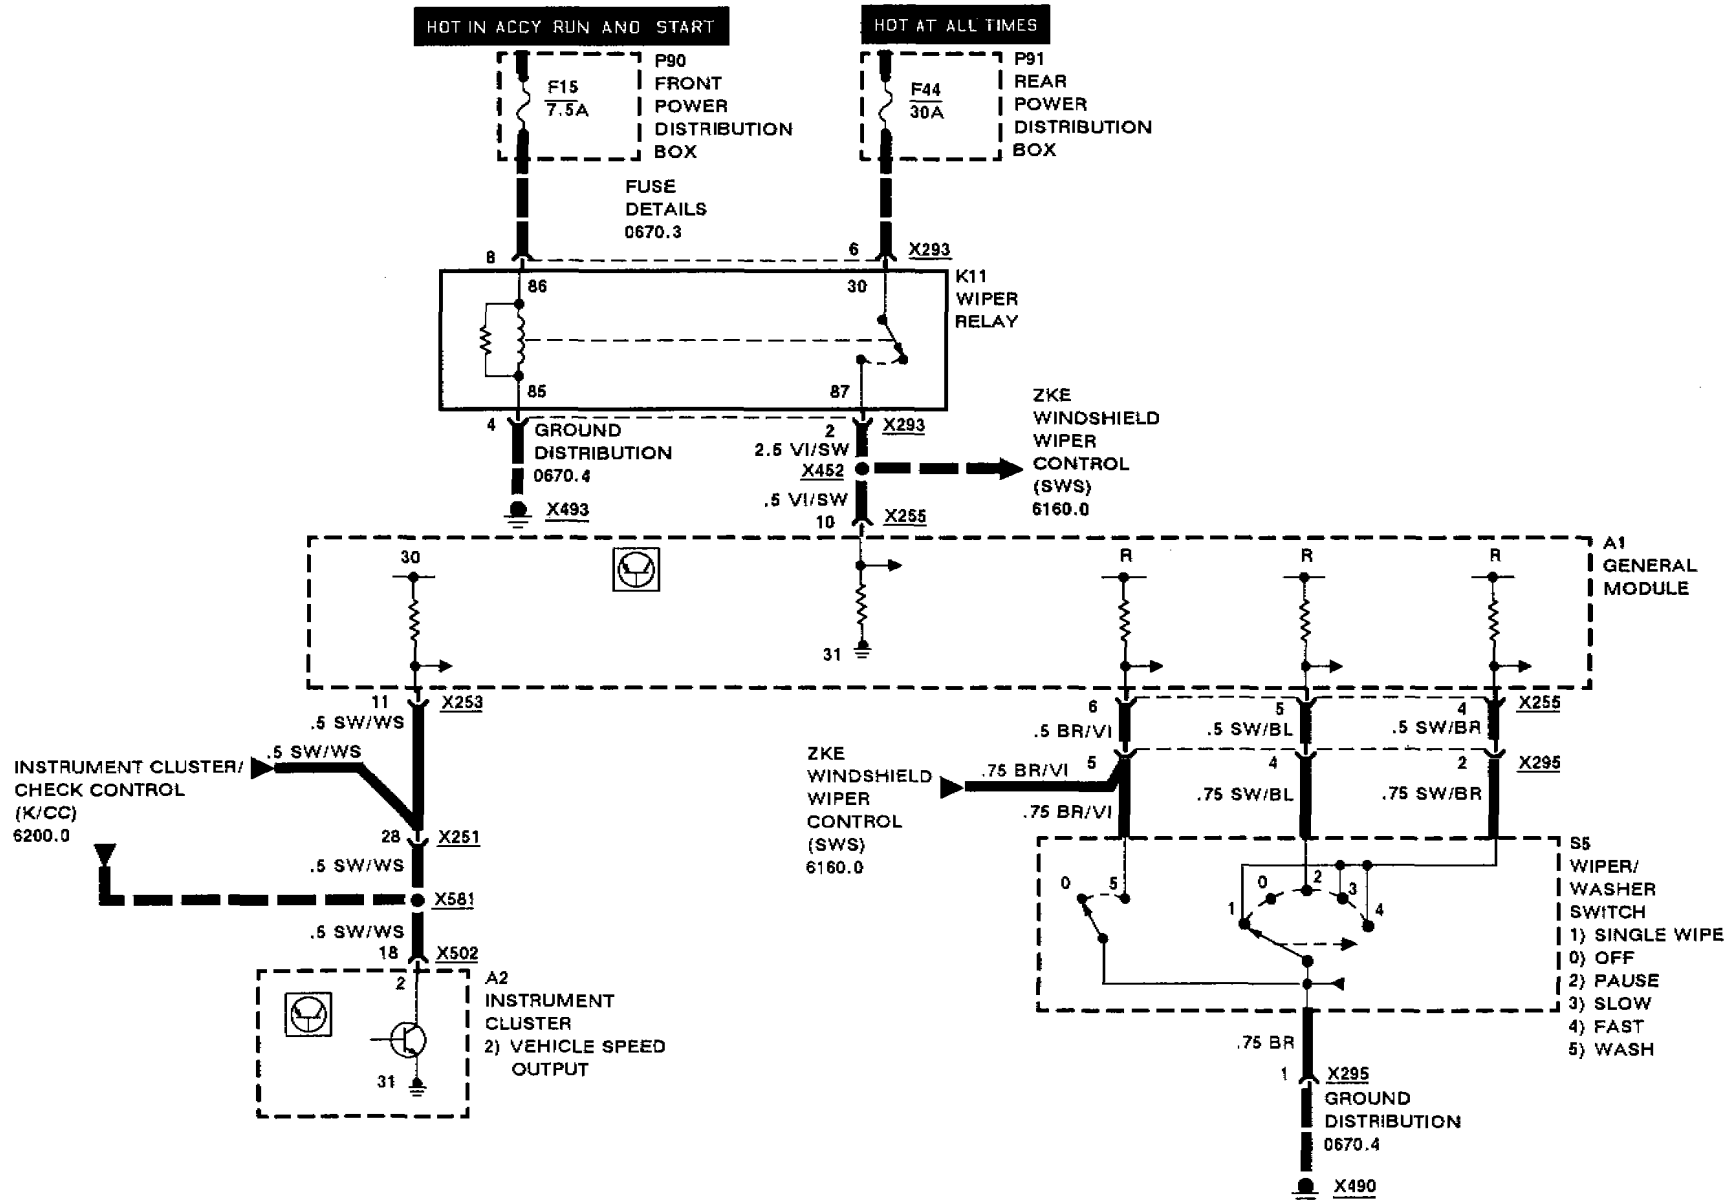 HOT IN ACCY RUN AND START
HOT AT ALL TIMES
F15
7.5A
P90
FRONT
POWER
DISTRIBUTION
BOX
F44
30A
P91
REAR
POWER
DISTRIBUTION
BOX
FUSE
DETAILS
0670.3
8
6
X293
86
30
K11
WIPER
RELAY
85
87
4
GROUND
DISTRIBUTION
0670.4
2
X293
2.5 VI/SW
X452
ZKE
WINDSHIELD
WIPER
CONTROL
(SWS)
6160.0
X493
.5 VI/SW
10
X255
30
R
R
R
A1
GENERAL
MODULE
31
11
X253
.5 SW/WS
.5 SW/WS
INSTRUMENT CLUSTER/
CHECK CONTROL
(K/CC)
6200.0
28
X251
.5 SW/WS
X581
.5 SW/WS
18
X502
2
31
A2
INSTRUMENT
CLUSTER
2) VEHICLE SPEED
OUTPUT
6
5
4
X255
.5 BR/VI
.5 SW/BL
.5 SW/BR
5
4
2
X295
ZKE
WINDSHIELD
WIPER
CONTROL
(SWS)
6160.0
.75 BR/VI
.75 BR/VI
.75 SW/BL
.75 SW/BR
0
5
1
0
2
3
4
S5
WIPER/
WASHER
SWITCH
1) SINGLE WIPE
0) OFF
2) PAUSE
3) SLOW
4) FAST
5) WASH
.75 BR
1
X295
GROUND
DISTRIBUTION
0670.4
X490